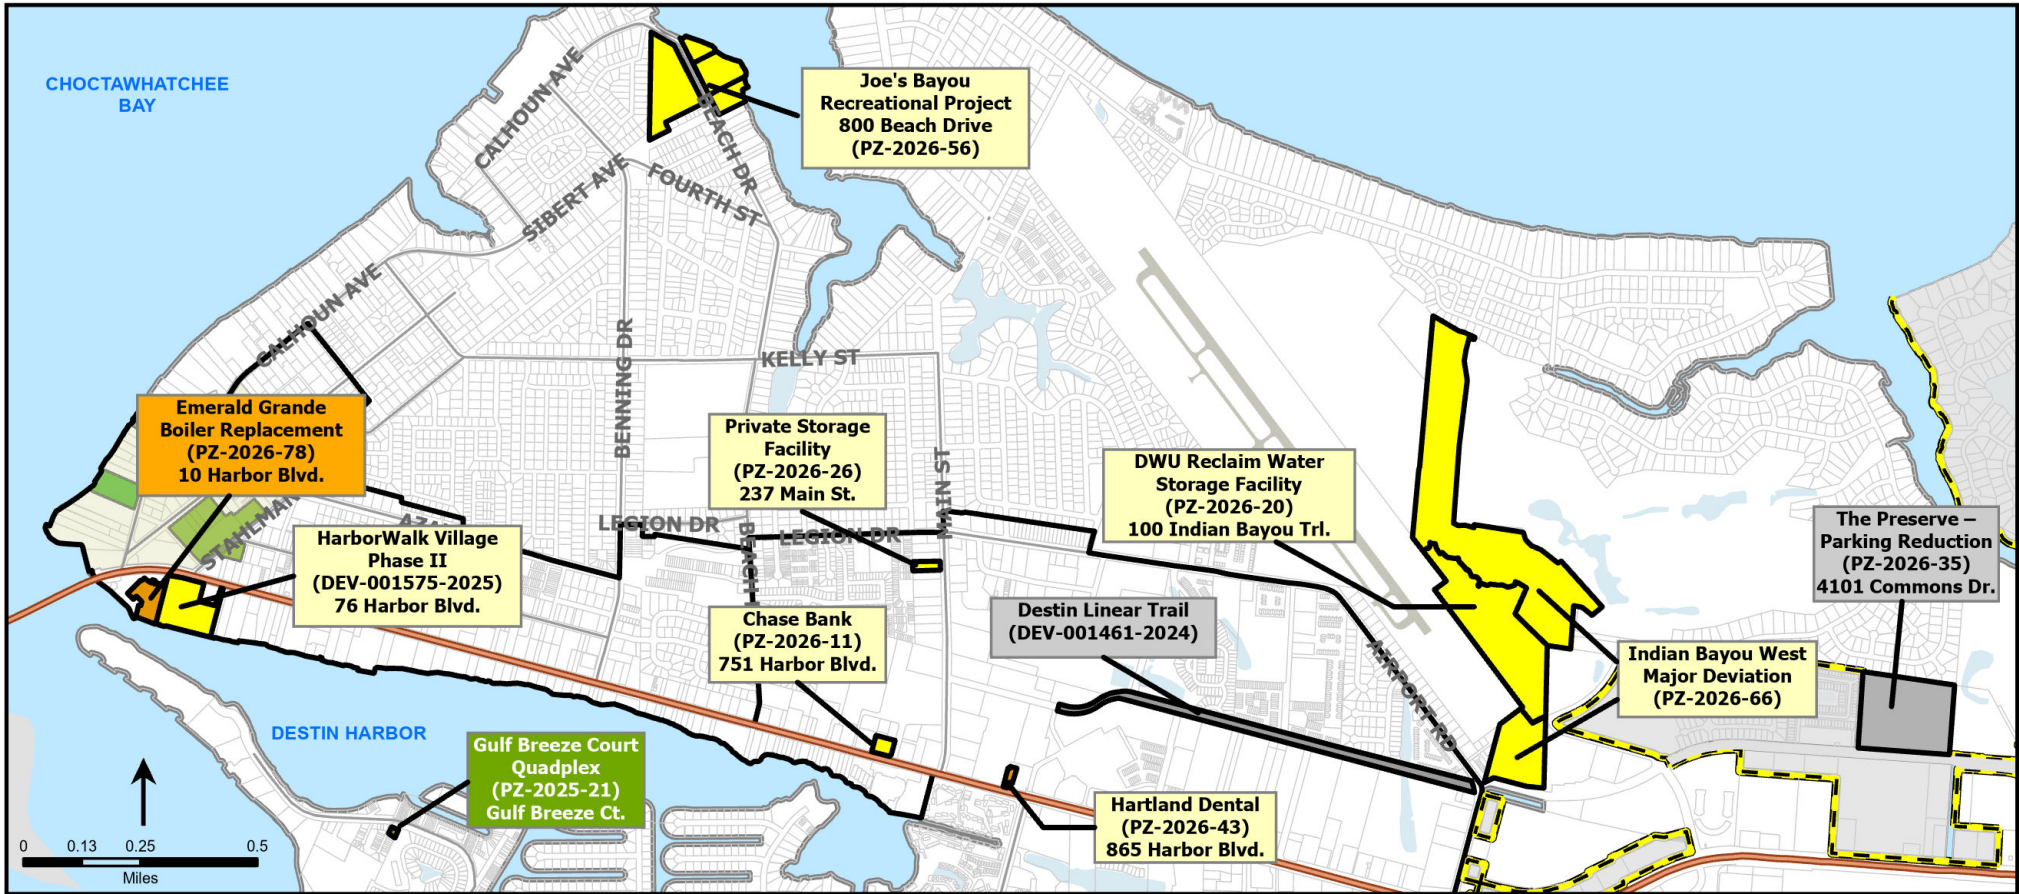 CHOCTAWHATCHEE
BAY
CALHOUN AVE
Joe's Bayou
Recreational Project
800 Beach Drive
(PZ-2026-56)
BEACH DR
SIBERT AVE
FOURTH ST
CALHOUN AVE
BENNING DR
KELLY ST
Emerald Grande
Boiler Replacement
(PZ-2026-78)
10 Harbor Blvd.
Private Storage
Facility
(PZ-2026-26)
237 Main St.
MAIN ST
DWU Reclaim Water
Storage Facility
(PZ-2026-20)
100 Indian Bayou Trl.
The Preserve –
Parking Reduction
(PZ-2026-35)
4101 Commons Dr.
STAHLMAN
AZA
LEGION DR
BEACH
LEGION DR
HarborWalk Village
Phase II
(DEV-001575-2025)
76 Harbor Blvd.
Chase Bank
(PZ-2026-11)
751 Harbor Blvd.
Destin Linear Trail
(DEV-001461-2024)
AIRPORT RD
Indian Bayou West
Major Deviation
(PZ-2026-66)
DESTIN HARBOR
Gulf Breeze Court
Quadplex
(PZ-2025-21)
Gulf Breeze Ct.
Hartland Dental
(PZ-2026-43)
865 Harbor Blvd.
0 0.13 0.25 0.5
Miles